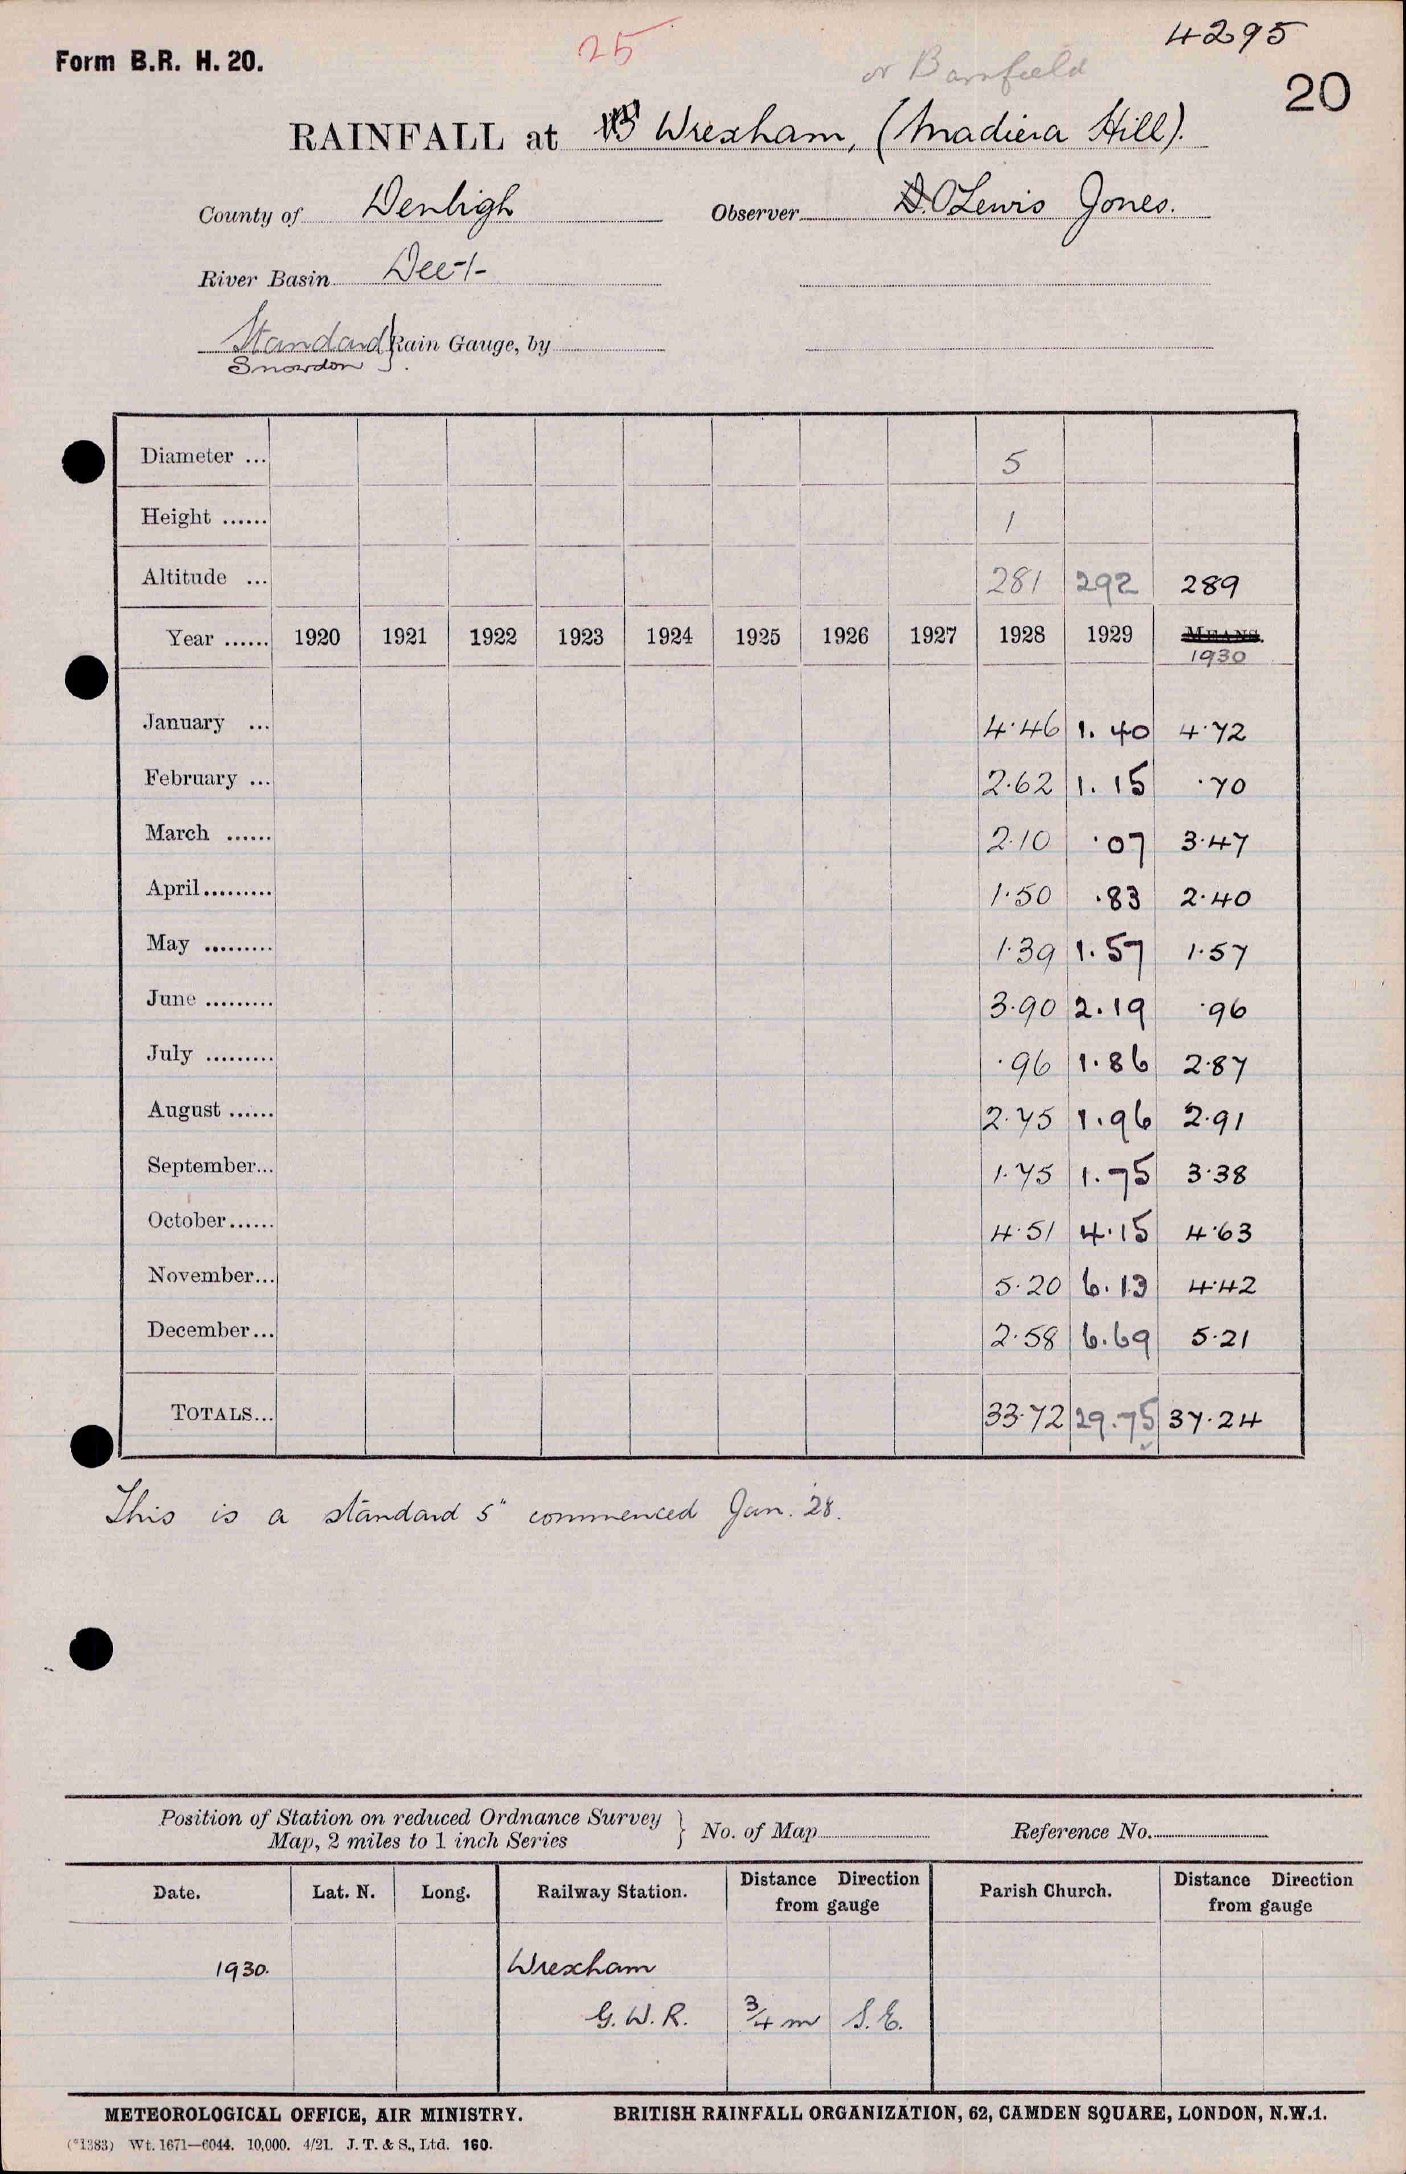 4295
Form B.R. H. 20.
25
or Barnfield
20
RAINFALL at Wrexham, (Madiera Hill).
County of Denbigh Observer O Lewis Jones.
River Basin Dee-1-
Standard Snowdon } Rain Gauge, by
Diameter ... 5
Height ...... 1
Altitude ... 281 292 289
Year ...... 1920 1921 1922 1923 1924 1925 1926 1927 1928 1929 MEANS. 1930
January ... 4·46 1.40 4·72
February ... 2·62 1.15 ·70
March ...... 2·10 ·07 3·47
April......... 1·50 ·83 2·40
May ......... 1·39 1.57 1·57
June ......... 3·90 2.19 ·96
July ......... ·96 1·86 2·87
August ...... 2·75 1.96 2·91
September... 1·75 1.75 3·38
October...... 4·51 4·15 4·63
November... 5·20 6.13 4·42
December... 2·58 6.69 5·21
TOTALS... 33·72 29.75 37·24
This is a standard 5" commenced Jan. '28.
Position of Station on reduced Ordnance Survey
Map, 2 miles to 1 inch Series } No. of Map Reference No.
Date. Lat. N. Long. Railway Station. Distance Direction from gauge Parish Church. Distance Direction from gauge
1930. Wrexham
G. W. R. 3/4 m S.E.
METEOROLOGICAL OFFICE, AIR MINISTRY. BRITISH RAINFALL ORGANIZATION, 62, CAMDEN SQUARE, LONDON, N.W.1.
(*1383) Wt. 1671—6044. 10,000. 4/21. J. T. & S., Ltd. 160.